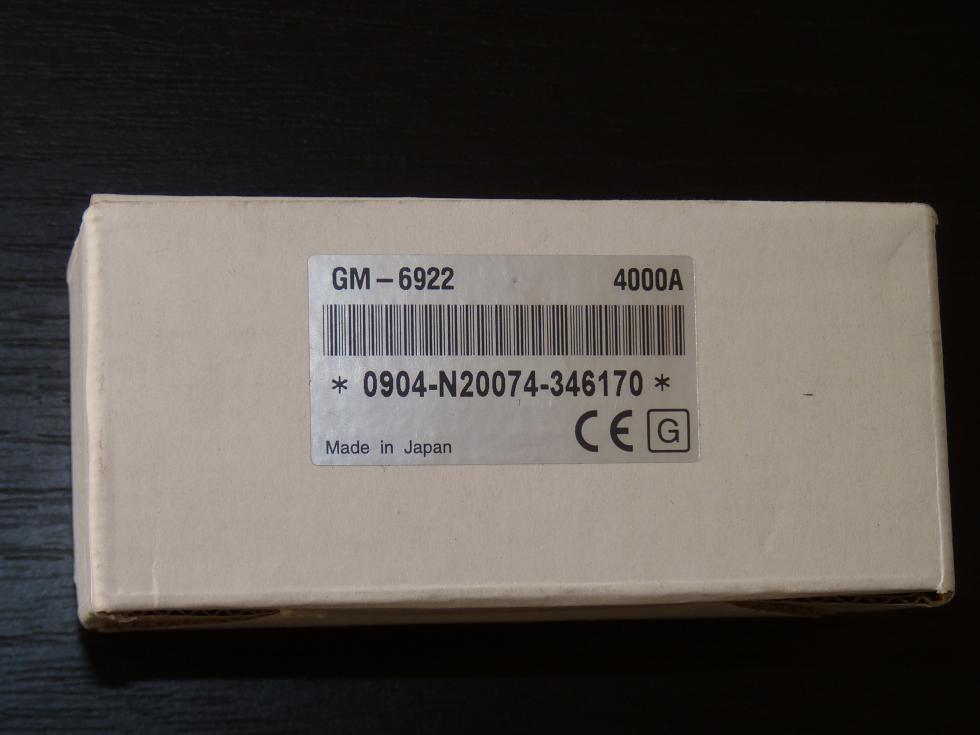 GM-6922 4000A
* 0904-N20074-346170 *
Made in Japan CE G